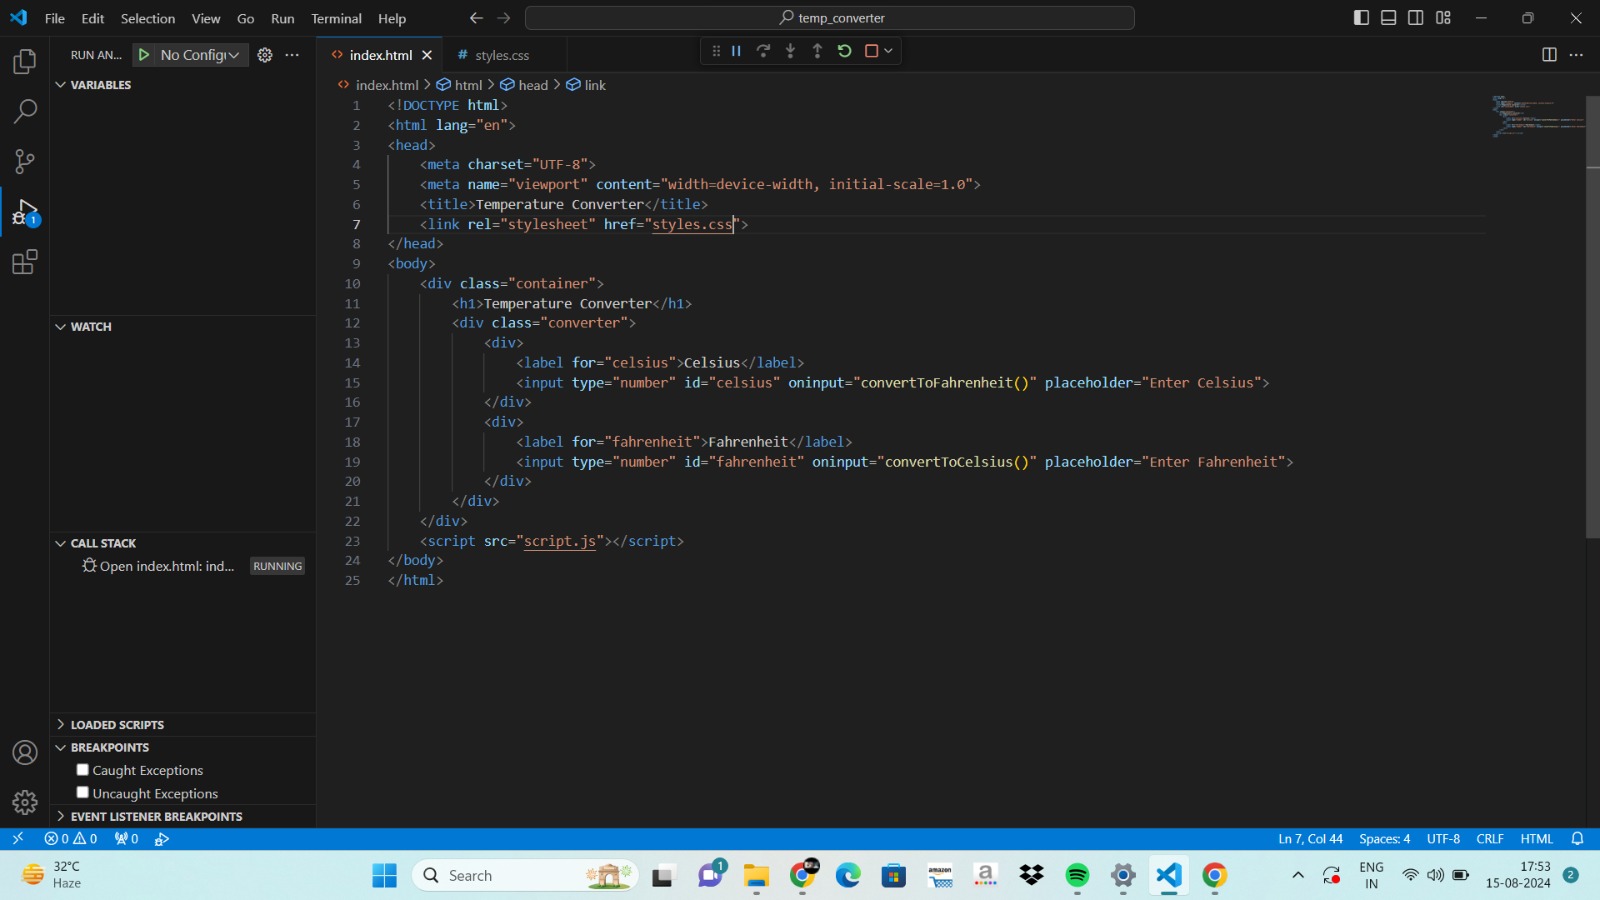 File Edit Selection View Go Run Terminal Help temp_converter
RUN AN... No Config index.html styles.css
VARIABLES
index.html > html > head > link
1 <!DOCTYPE html>
2 <html lang="en">
3 <head>
4 <meta charset="UTF-8">
5 <meta name="viewport" content="width=device-width, initial-scale=1.0">
6 <title>Temperature Converter</title>
7 <link rel="stylesheet" href="styles.css">
8 </head>
9 <body>
10 <div class="container">
11 <h1>Temperature Converter</h1>
12 <div class="converter">
13 <div>
14 <label for="celsius">Celsius</label>
15 <input type="number" id="celsius" oninput="convertToFahrenheit()" placeholder="Enter Celsius">
16 </div>
17 <div>
18 <label for="fahrenheit">Fahrenheit</label>
19 <input type="number" id="fahrenheit" oninput="convertToCelsius()" placeholder="Enter Fahrenheit">
20 </div>
21 </div>
22 </div>
23 <script src="script.js"></script>
24 </body>
25 </html>
1
WATCH
CALL STACK
Open index.html: ind... RUNNING
LOADED SCRIPTS
BREAKPOINTS
Caught Exceptions
Uncaught Exceptions
EVENT LISTENER BREAKPOINTS
0 0 0 Ln 7, Col 44 Spaces: 4 UTF-8 CRLF HTML
32°C
Haze
Search
1
amazon
a
ENG
IN
17:53
15-08-2024
2